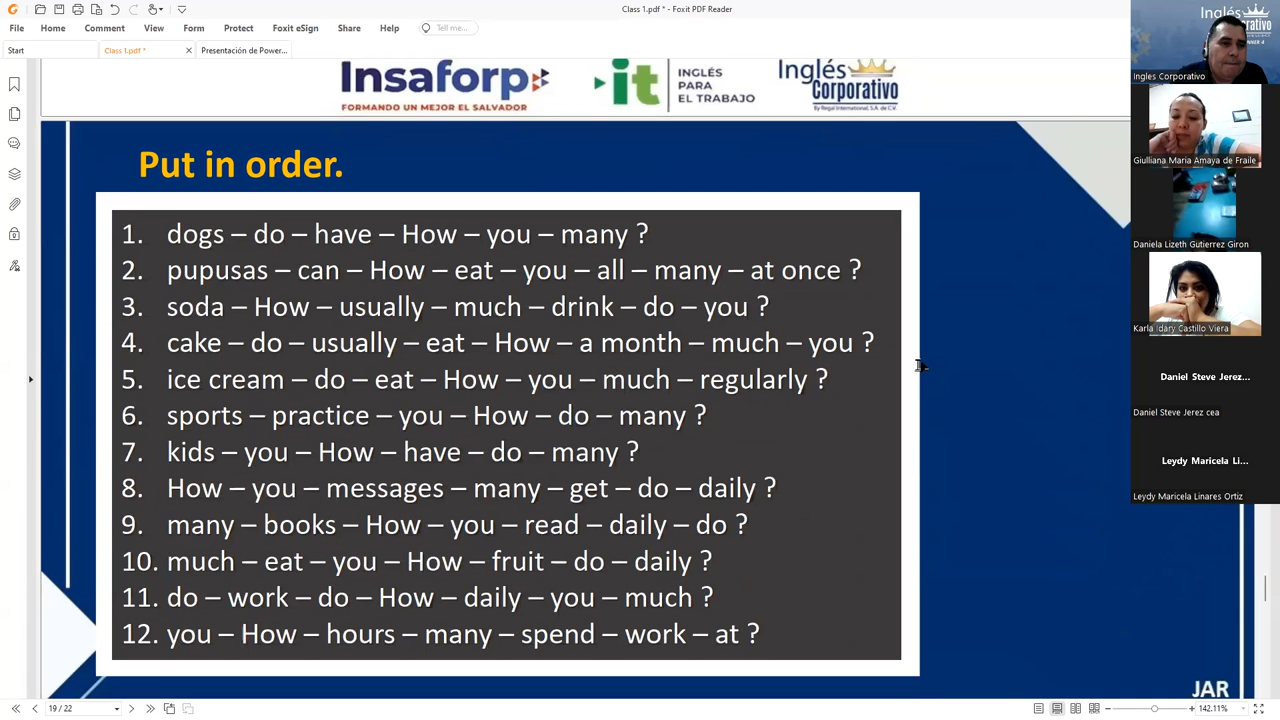 Class 1.pdf * - Foxit PDF Reader
File Home Comment View Form Protect Foxit eSign Share Help Tell me...
Start Class 1.pdf * Presentación de Power...
Insaforp
FORMANDO UN MEJOR EL SALVADOR
it
INGLÉS
PARA
EL TRABAJO
Inglés
Corporativo
By Regal International, S.A. de C.V.
Put in order.
1. dogs – do – have – How – you – many ?
2. pupusas – can – How – eat – you – all – many – at once ?
3. soda – How – usually – much – drink – do – you ?
4. cake – do – usually – eat – How – a month – much – you ?
5. ice cream – do – eat – How – you – much – regularly ?
6. sports – practice – you – How – do – many ?
7. kids – you – How – have – do – many ?
8. How – you – messages – many – get – do – daily ?
9. many – books – How – you – read – daily – do ?
10. much – eat – you – How – fruit – do – daily ?
11. do – work – do – How – daily – you – much ?
12. you – How – hours – many – spend – work – at ?
JAR
Inglés
Ingles Corporativo
Giulliana Maria Amaya de Fraile
Daniela Lizeth Gutierrez Giron
Karla Idary Castillo Viera
Daniel Steve Jerez...
Daniel Steve Jerez cea
Leydy Maricela Li...
Leydy Maricela Linares Ortiz
19 / 22
142.11%